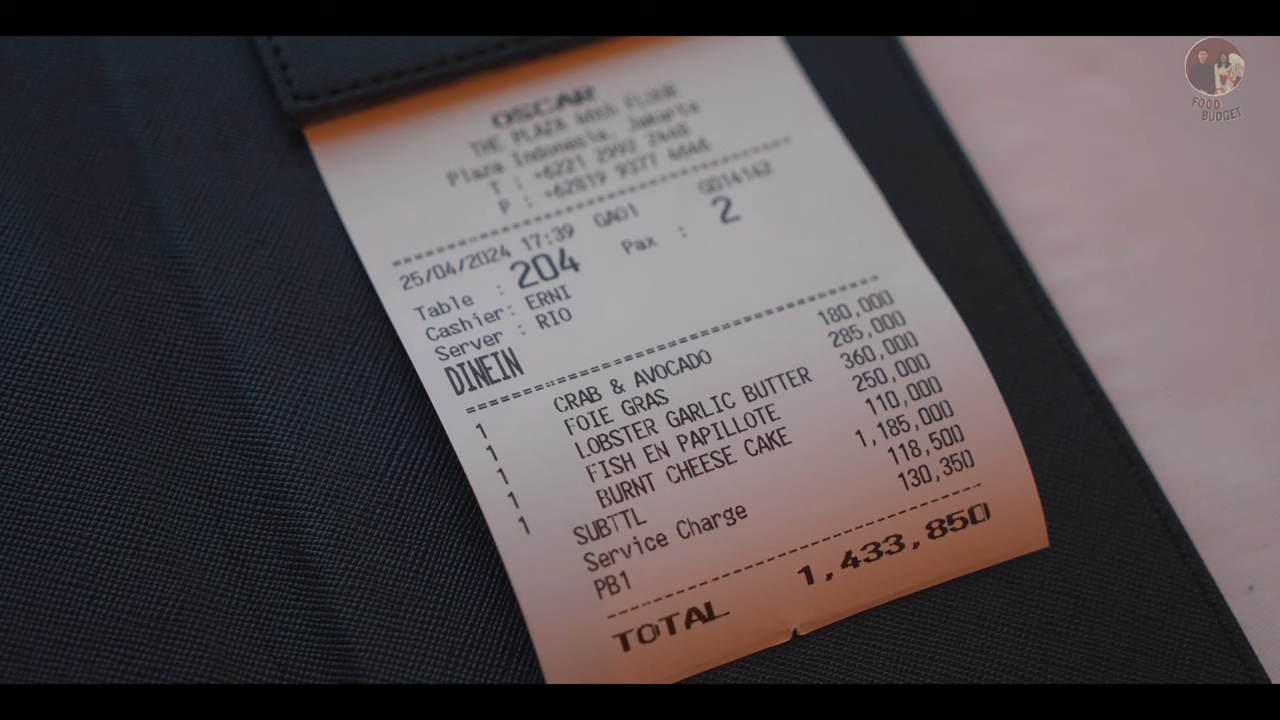 OSCAR
THE PLAZA 46th FLOOR
Plaza Indonesia, Jakarta
T : +6221 2992 2448
P : +62819 9377 4646
25/04/2024 17:39 GA01 GD14142
Table : 204 Pax : 2
Cashier: ERNI
Server : RIO
DINEIN
1 CRAB & AVOCADO 180,000
1 FOIE GRAS 285,000
1 LOBSTER GARLIC BUTTER 360,000
1 FISH EN PAPILLOTE 250,000
1 BURNT CHEESE CAKE 110,000
SUBTTL 1,185,000
Service Charge 118,500
PB1 130,350
TOTAL 1,433,850
FOOD
BUDGET